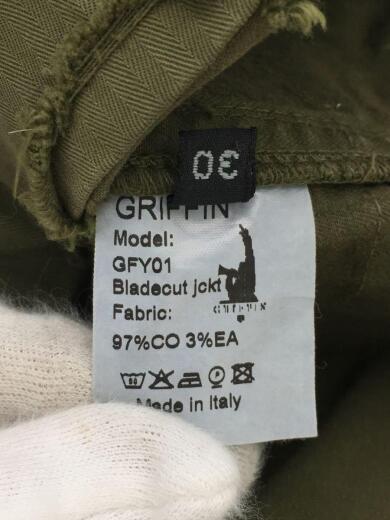 30
GRIFFIN
Model:
GFY01
Bladecut jckt
Fabric:
97%CO 3%EA
Made in Italy